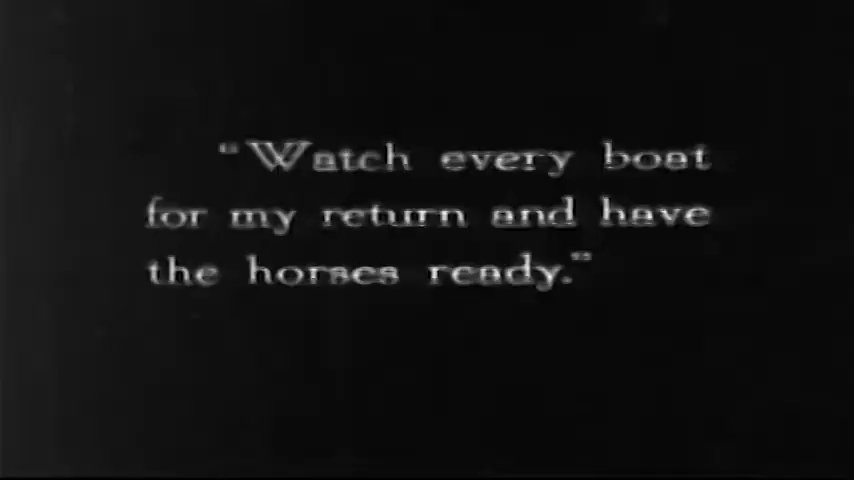 "Watch every boat
for my return and have
the horses ready."